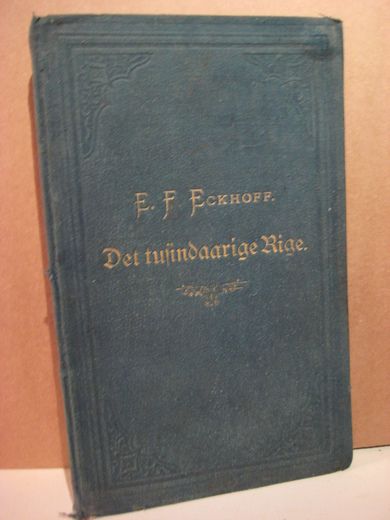 E. F. ECKHOFF.
Det tusindaarige Rige.